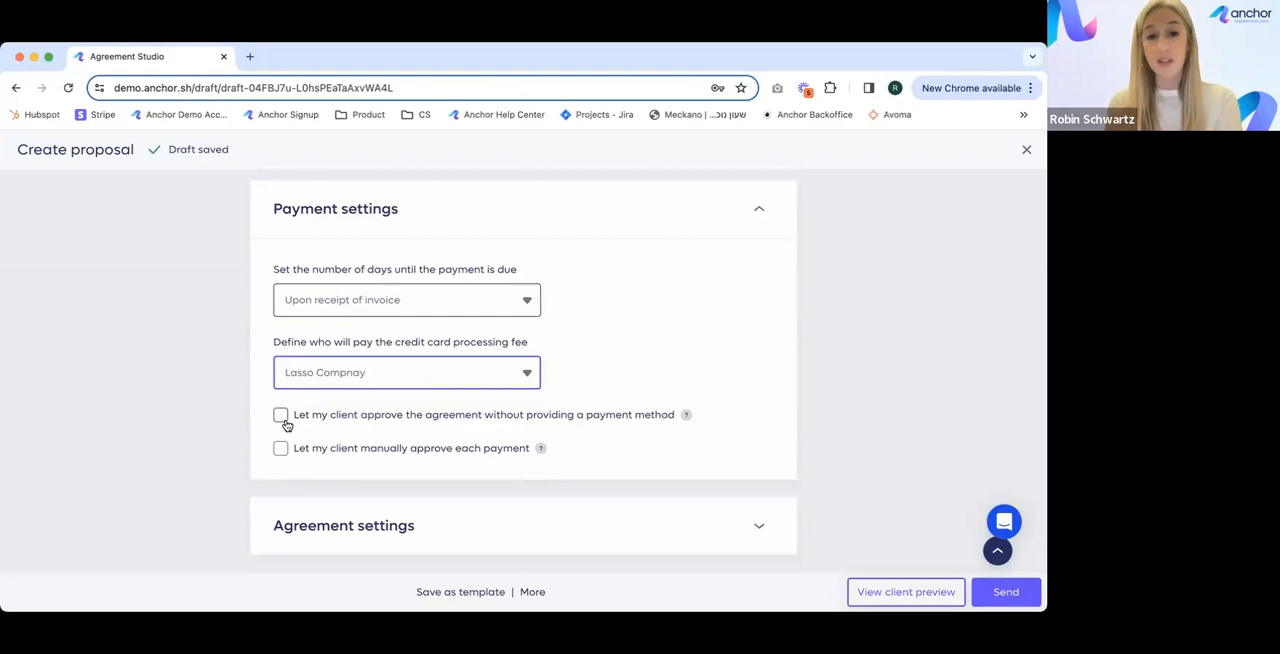 Agreement Studio
demo.anchor.sh/draft/draft-04FBJ7u-L0hsPEaTaAxvWA4L
5
R
New Chrome available
Hubspot
Stripe
Anchor Demo Acc...
Anchor Signup
Product
CS
Anchor Help Center
Projects - Jira
Meckano | ...שעון נוכ
Anchor Backoffice
Avoma
anchor
Robin Schwartz
Create proposal
Draft saved
Payment settings
Set the number of days until the payment is due
Upon receipt of invoice
Define who will pay the credit card processing fee
Lasso Compnay
Let my client approve the agreement without providing a payment method ?
Let my client manually approve each payment ?
Agreement settings
Save as template | More
View client preview
Send